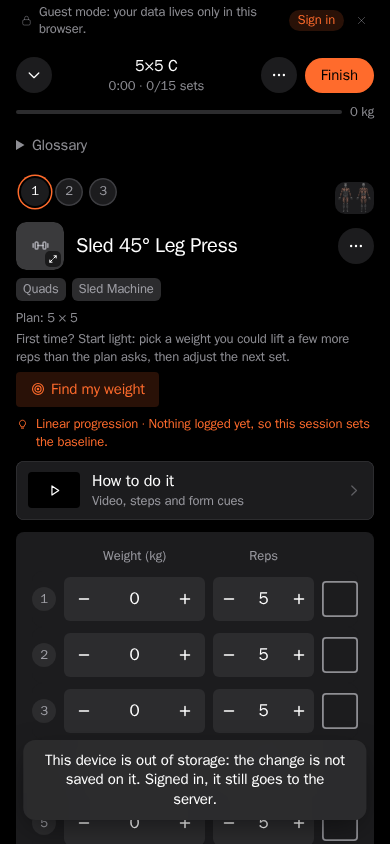 Guest mode: your data lives only in this
browser.
Sign in
5×5 C
0:00 · 0/15 sets
Finish
0 kg
Glossary
1 2 3
Sled 45° Leg Press
Quads Sled Machine
Plan: 5 × 5
First time? Start light: pick a weight you could lift a few more
reps than the plan asks, then adjust the next set.
Find my weight
Linear progression · Nothing logged yet, so this session sets
the baseline.
How to do it
Video, steps and form cues
Weight (kg) Reps
1 − 0 + − 5 +
2 − 0 + − 5 +
3 − 0 + − 5 +
This device is out of storage: the change is not
saved on it. Signed in, it still goes to the
server.
5 − 0 + − 5 +